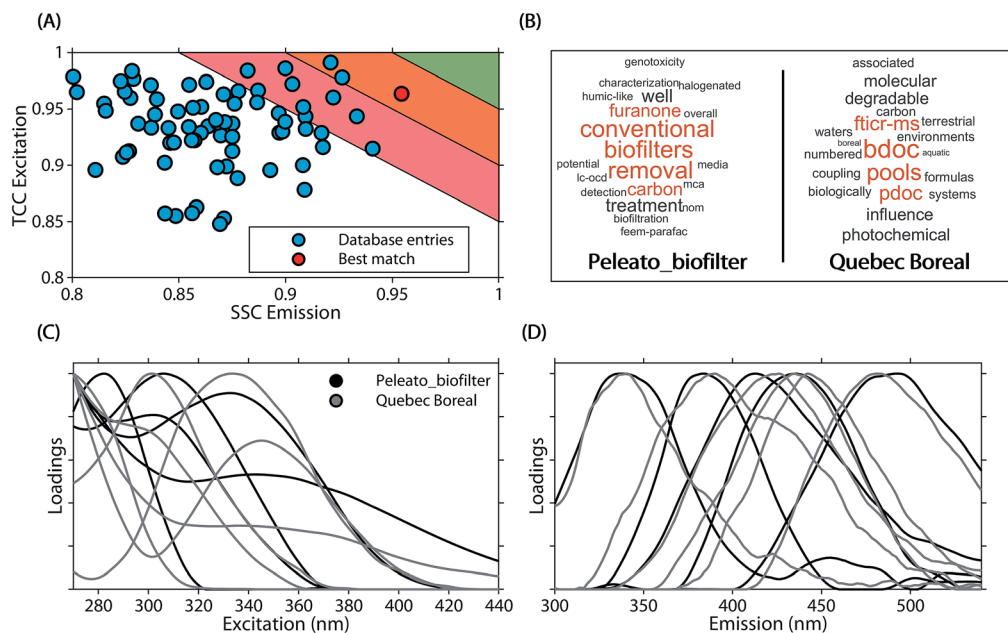 (A)
1
0.95
0.9
0.85
0.8
TCC Excitation
Database entries
Best match
0.8
0.85
0.9
0.95
1
SSC Emission
(B)
genotoxicity
characterization
halogenated
humic-like
well
furanone
overall
conventional
biofilters
potential
removal
media
lc-ocd
detection
carbon
mca
treatment
nom
biofiltration
feem-parafac
Peleato_biofilter
associated
molecular
degradable
carbon
fticr-ms
terrestrial
waters
environments
boreal
bdoc
aquatic
numbered
coupling
pools
formulas
biologically
pdoc
systems
influence
photochemical
Quebec Boreal
(C)
Loadings
Peleato_biofilter
Quebec Boreal
280
300
320
340
360
380
400
420
440
Excitation (nm)
(D)
Loadings
300
350
400
450
500
Emission (nm)